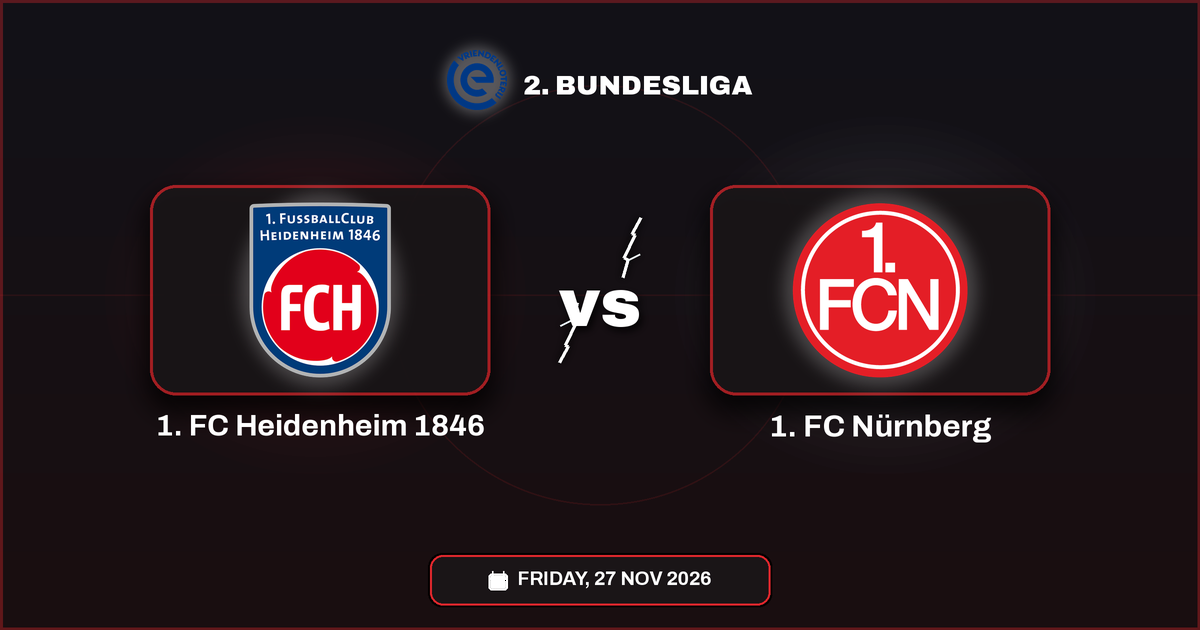 VRIENDENLOTERIJ
2. BUNDESLIGA
1. FUSSBALLCLUB
HEIDENHEIM 1846
FCH
VS
1.
FCN
1. FC Heidenheim 1846
1. FC Nürnberg
FRIDAY, 27 NOV 2026